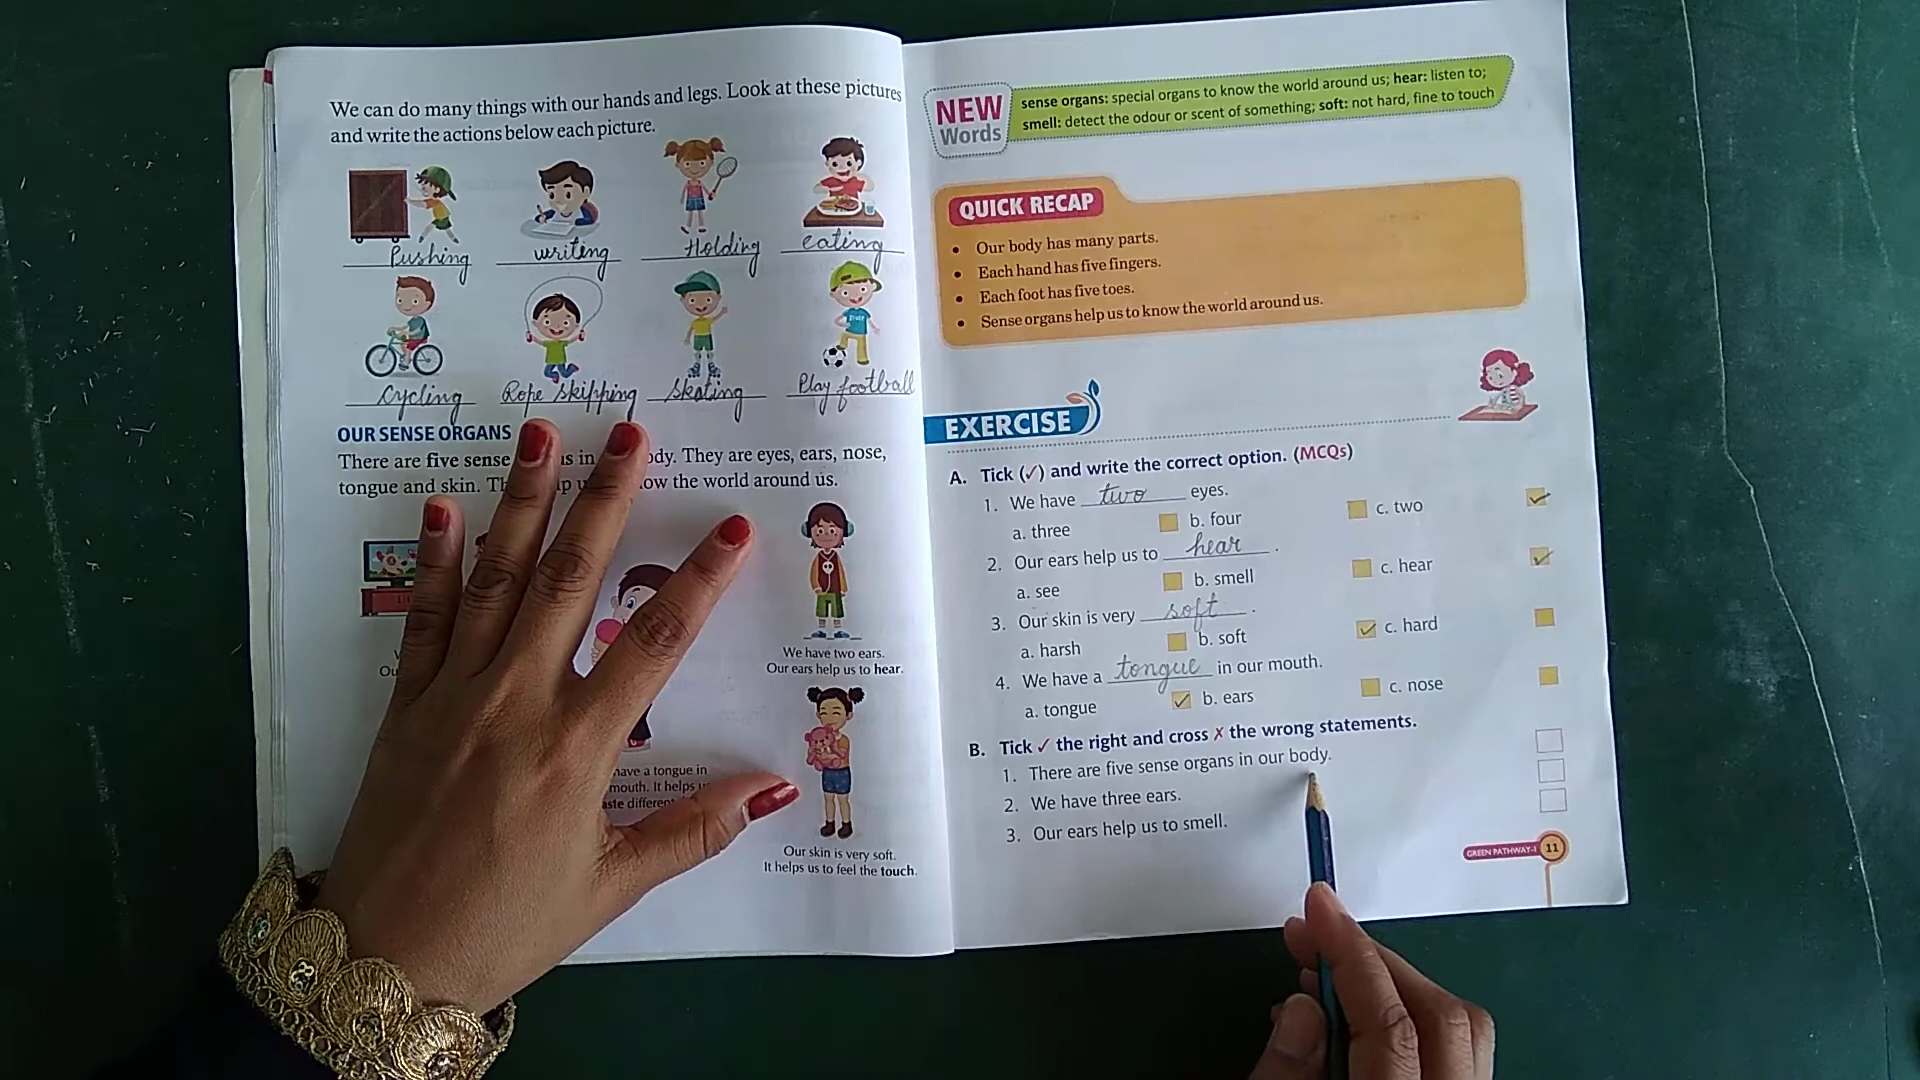 We can do many things with our hands and legs. Look at these pictures
and write the actions below each picture.
Pushing writing Holding eating
Cycling Rope skipping Skating Play football
OUR SENSE ORGANS
There are five sense in body. They are eyes, ears, nose,
tongue and skin. the world around us.
We have two ears.
Our ears help us to hear.
have a tongue in
mouth. It helps
different
Our skin is very soft.
It helps us to feel the touch.
NEW Words
sense organs: special organs to know the world around us; hear: listen to;
smell: detect the odour or scent of something; soft: not hard, fine to touch
QUICK RECAP
• Our body has many parts.
• Each hand has five fingers.
• Each foot has five toes.
• Sense organs help us to know the world around us.
EXERCISE
A. Tick (✓) and write the correct option. (MCQs)
1. We have two eyes.
a. three b. four c. two ✓
2. Our ears help us to hear.
a. see b. smell c. hear ✓
3. Our skin is very soft.
a. harsh b. soft ✓ c. hard
4. We have a tongue in our mouth.
a. tongue ✓ b. ears c. nose
B. Tick ✓ the right and cross ✗ the wrong statements.
1. There are five sense organs in our body.
2. We have three ears.
3. Our ears help us to smell.
GREEN PATHWAY-1 11